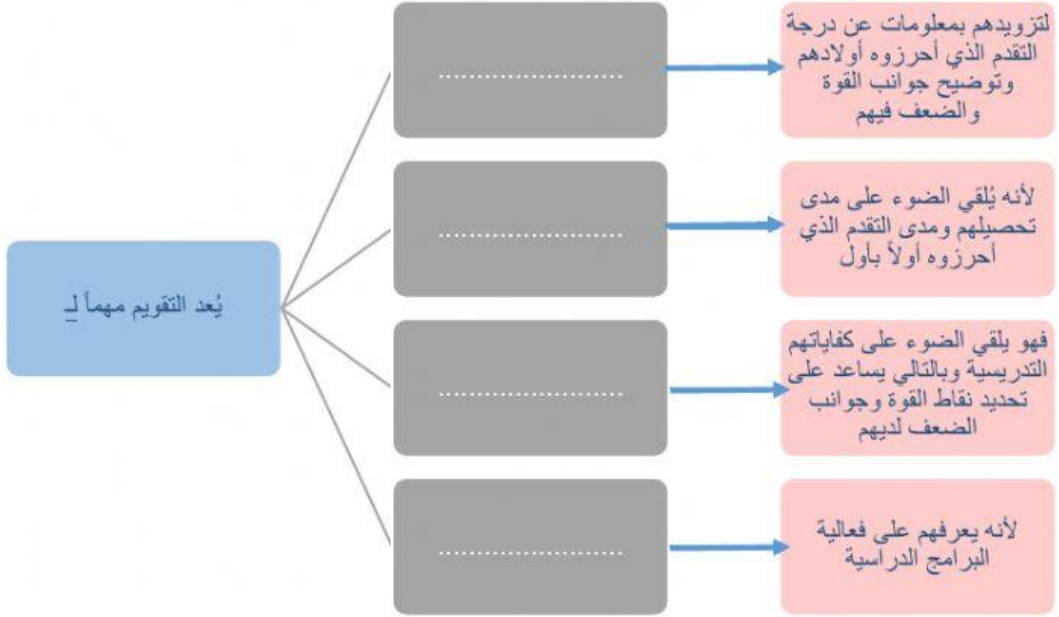 يُعد التقويم مهماً لـ
........................
لتزويدهم بمعلومات عن درجة
التقدم الذي أحرزوه أولادهم
وتوضيح جوانب القوة
والضعف فيهم
........................
لأنه يُلقي الضوء على مدى
تحصيلهم ومدى التقدم الذي
أحرزوه أولاً بأول
........................
فهو يلقي الضوء على كفاياتهم
التدريسية وبالتالي يساعد على
تحديد نقاط القوة وجوانب
الضعف لديهم
........................
لأنه يعرفهم على فعالية
البرامج الدراسية